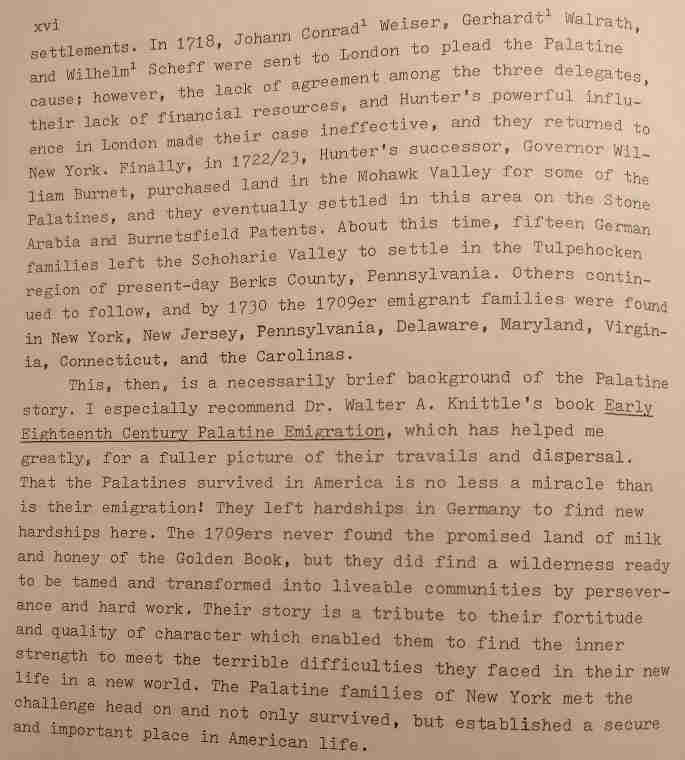 xvi
settlements. In 1718, Johann Conrad¹ Weiser, Gerhardt¹ Walrath,
and Wilhelm¹ Scheff were sent to London to plead the Palatine
cause; however, the lack of agreement among the three delegates,
their lack of financial resources, and Hunter's powerful influ-
ence in London made their case ineffective, and they returned to
New York. Finally, in 1722/23, Hunter's successor, Governor Wil-
liam Burnet, purchased land in the Mohawk Valley for some of the
Palatines, and they eventually settled in this area on the Stone
Arabia and Burnetsfield Patents. About this time, fifteen German
families left the Schoharie Valley to settle in the Tulpehocken
region of present-day Berks County, Pennsylvania. Others contin-
ued to follow, and by 1730 the 1709er emigrant families were found
in New York, New Jersey, Pennsylvania, Delaware, Maryland, Virgin-
ia, Connecticut, and the Carolinas.
This, then, is a necessarily brief background of the Palatine
story. I especially recommend Dr. Walter A. Knittle's book Early
Eighteenth Century Palatine Emigration, which has helped me
greatly, for a fuller picture of their travails and dispersal.
That the Palatines survived in America is no less a miracle than
is their emigration! They left hardships in Germany to find new
hardships here. The 1709ers never found the promised land of milk
and honey of the Golden Book, but they did find a wilderness ready
to be tamed and transformed into liveable communities by persever-
ance and hard work. Their story is a tribute to their fortitude
and quality of character which enabled them to find the inner
strength to meet the terrible difficulties they faced in their new
life in a new world. The Palatine families of New York met the
challenge head on and not only survived, but established a secure
and important place in American life.